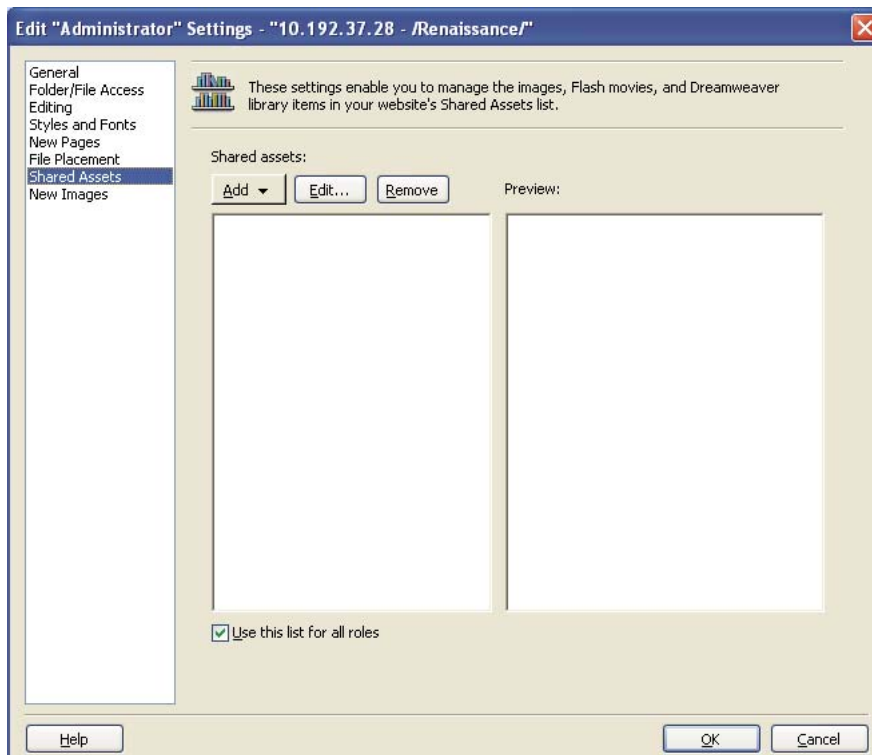 Edit "Administrator" Settings - "10.192.37.28 - /Renaissance/"
General
Folder/File Access
Editing
Styles and Fonts
New Pages
File Placement
Shared Assets
New Images
These settings enable you to manage the images, Flash movies, and Dreamweaver
library items in your website's Shared Assets list.
Shared assets:
Add
Edit...
Remove
Preview:
Use this list for all roles
Help
OK
Cancel